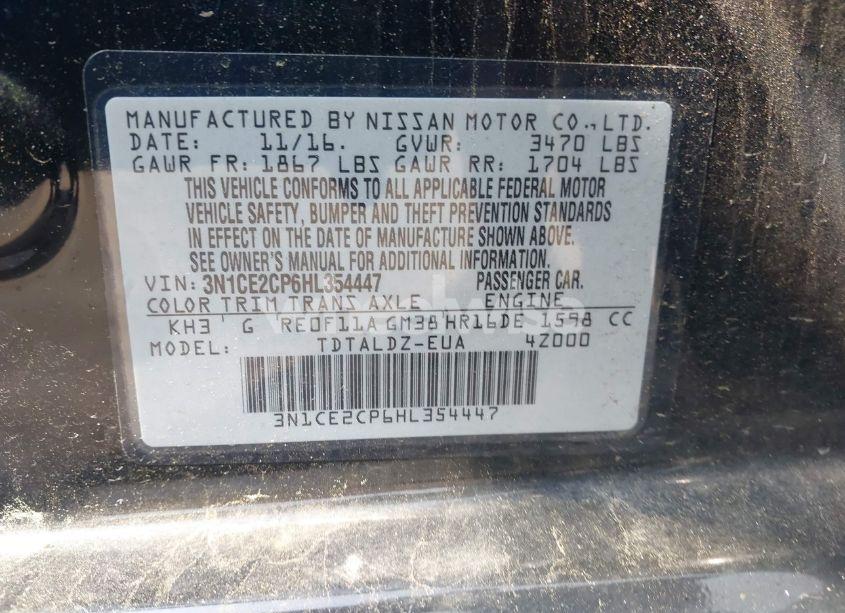 MANUFACTURED BY NISSAN MOTOR CO.,LTD.
DATE: 11/16. GVWR: 3470 LBS
GAWR FR: 1867 LBS GAWR RR: 1704 LBS
THIS VEHICLE CONFORMS TO ALL APPLICABLE FEDERAL MOTOR
VEHICLE SAFETY, BUMPER AND THEFT PREVENTION STANDARDS
IN EFFECT ON THE DATE OF MANUFACTURE SHOWN ABOVE.
SEE OWNER'S MANUAL FOR ADDITIONAL INFORMATION.
VIN: 3N1CE2CP6HL354447 PASSENGER CAR.
COLOR TRIM TRANS AXLE ENGINE
KH3 G RE0F11A GM38 HR16DE 1598 CC
MODEL: TDTALDZ-EUA 4Z000
3N1CE2CP6HL354447